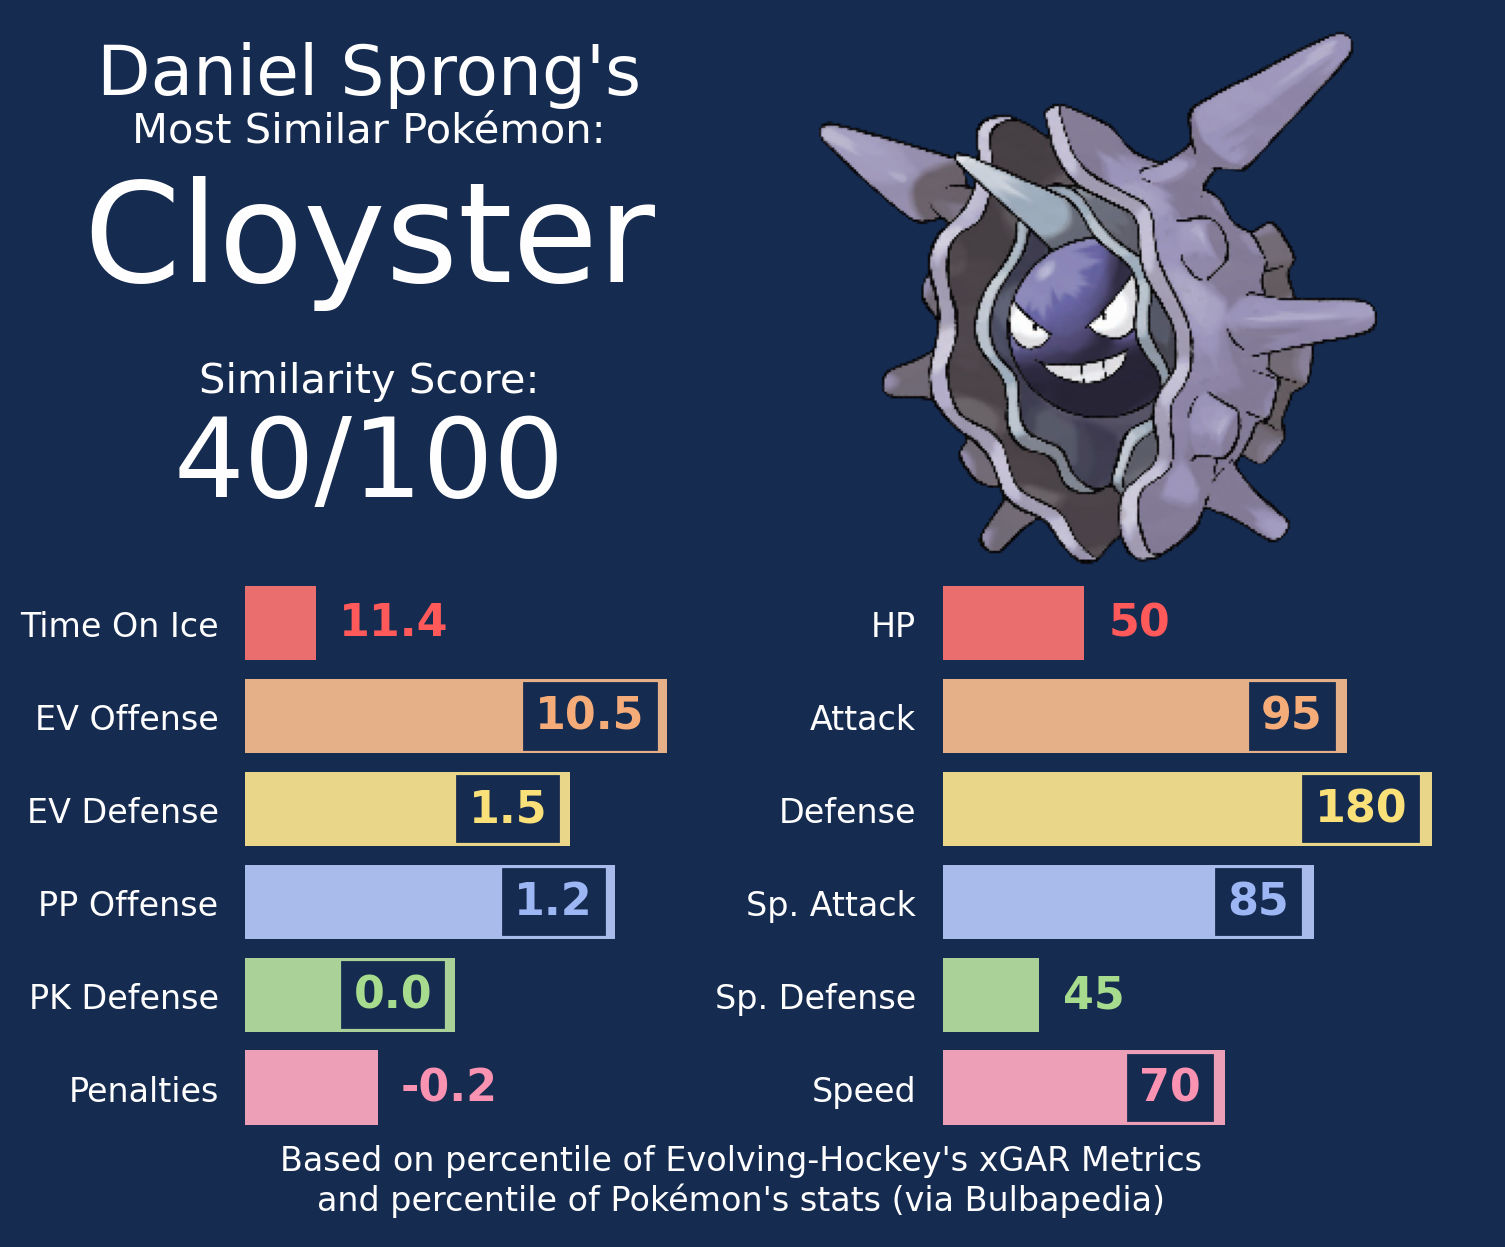 Daniel Sprong's
Most Similar Pokémon:
Cloyster
Similarity Score:
40/100
Time On Ice 11.4
EV Offense 10.5
EV Defense 1.5
PP Offense 1.2
PK Defense 0.0
Penalties -0.2
HP 50
Attack 95
Defense 180
Sp. Attack 85
Sp. Defense 45
Speed 70
Based on percentile of Evolving-Hockey's xGAR Metrics
and percentile of Pokémon's stats (via Bulbapedia)